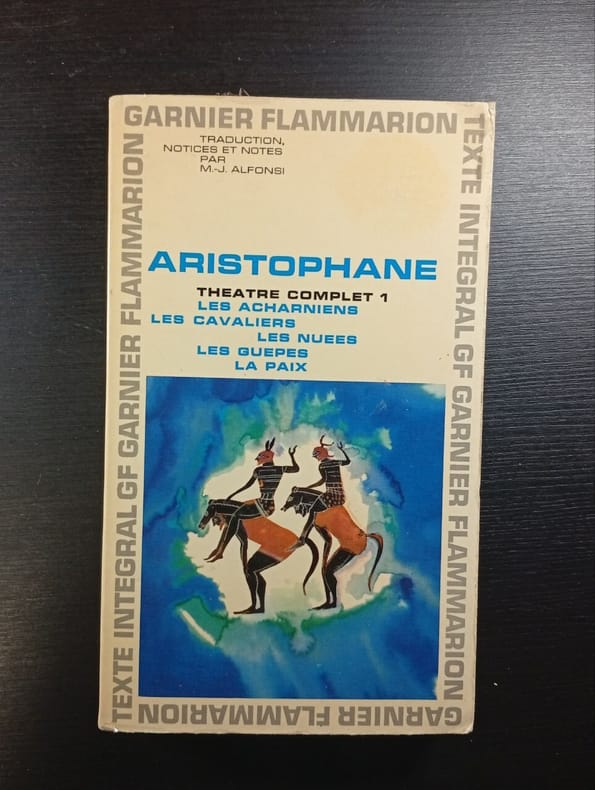 GARNIER FLAMMARION
TRADUCTION,
NOTICES ET NOTES
PAR
M.-J. ALFONSI
ARISTOPHANE
THEATRE COMPLET 1
LES ACHARNIENS
LES CAVALIERS
LES NUEES
LES GUEPES
LA PAIX
TEXTE INTEGRAL GF GARNIER FLAMMARION
GARNIER FLAMMARION
TEXTE INTEGRAL GF GARNIER FLAMMARION